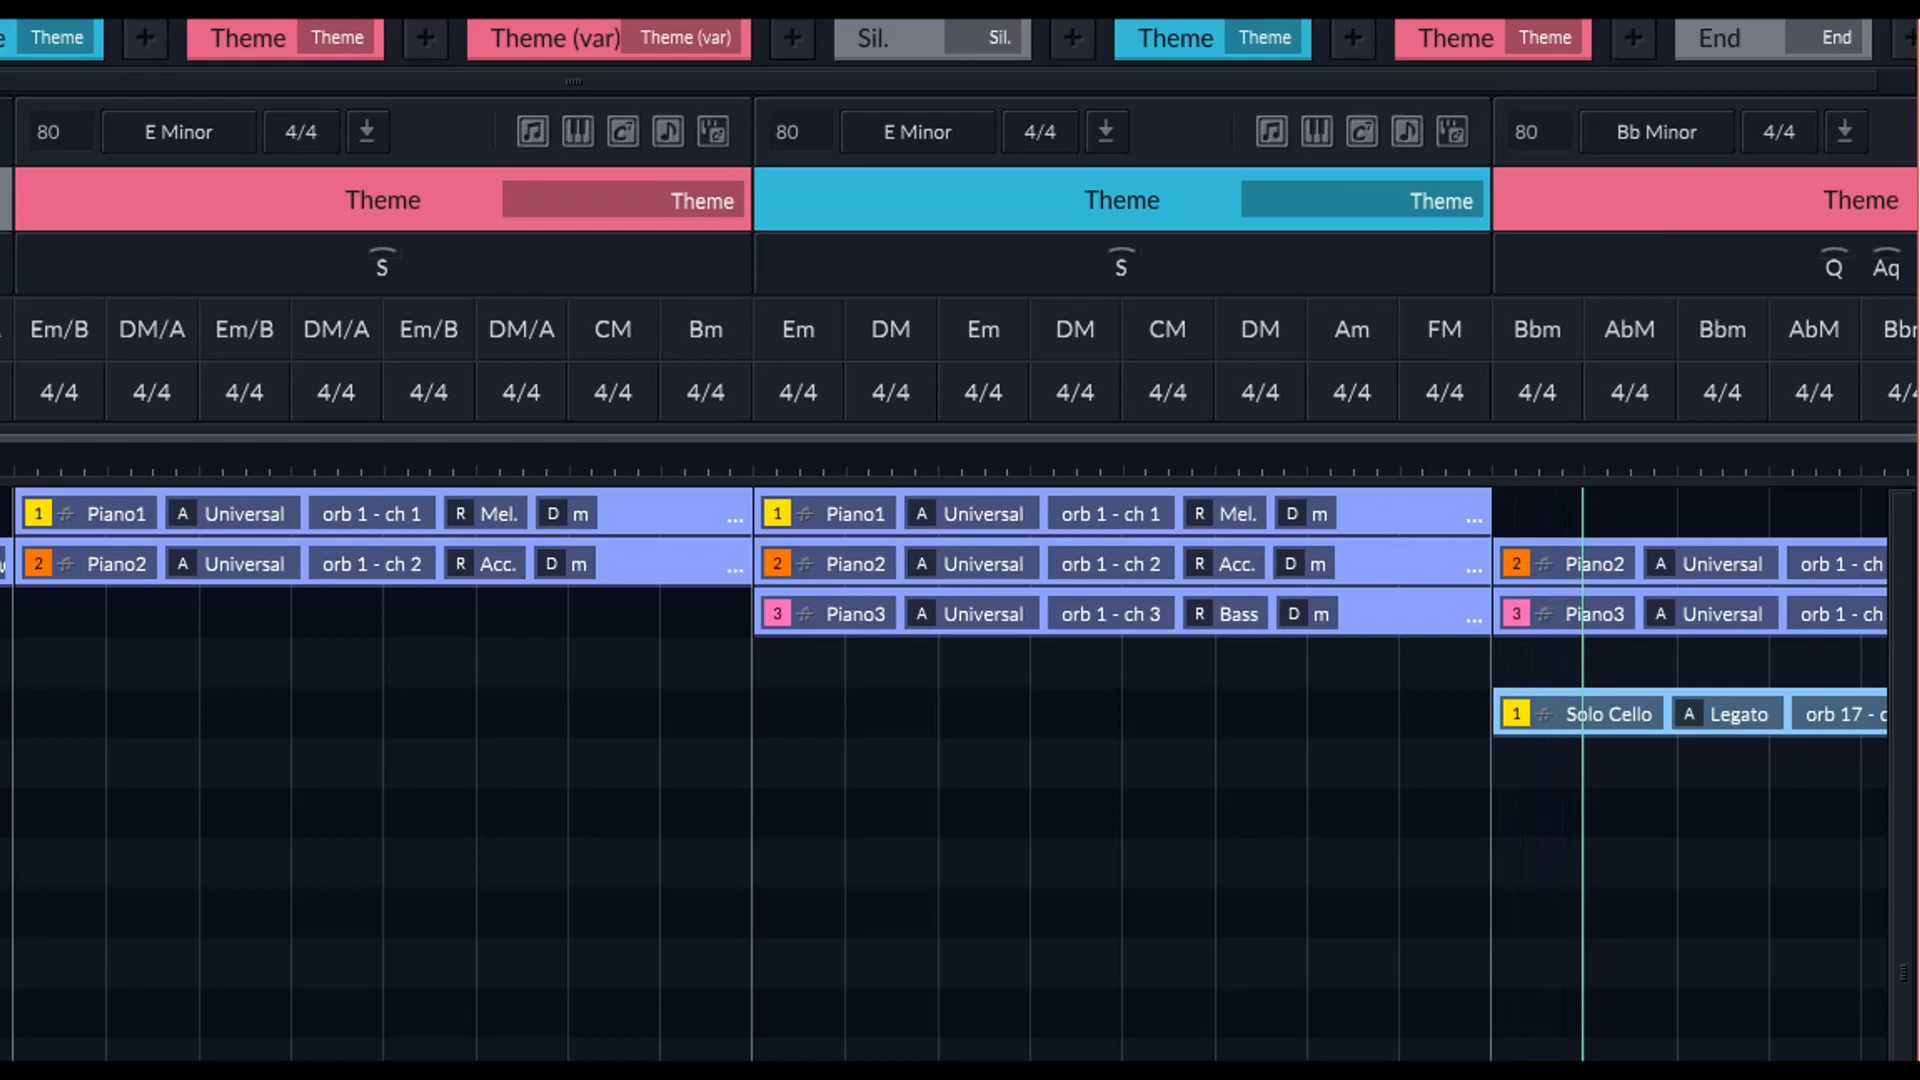 Theme + Theme Theme + Theme (var) Theme (var) + Sil. Sil. + Theme Theme + Theme Theme + End End +
80 E Minor 4/4 80 E Minor 4/4 80 Bb Minor 4/4
Theme Theme Theme Theme Theme
S S Q Aq
Em/B DM/A Em/B DM/A Em/B DM/A CM Bm Em DM Em DM CM DM Am FM Bbm AbM Bbm AbM
4/4 4/4 4/4 4/4 4/4 4/4 4/4 4/4 4/4 4/4 4/4 4/4 4/4 4/4 4/4 4/4 4/4 4/4 4/4 4/4
1 Piano1 A Universal orb 1 - ch 1 R Mel. D m ... 1 Piano1 A Universal orb 1 - ch 1 R Mel. D m ...
2 Piano2 A Universal orb 1 - ch 2 R Acc. D m ... 2 Piano2 A Universal orb 1 - ch 2 R Acc. D m ... 2 Piano2 A Universal orb 1 - ch
3 Piano3 A Universal orb 1 - ch 3 R Bass D m ... 3 Piano3 A Universal orb 1 - ch
1 Solo Cello A Legato orb 17 - c